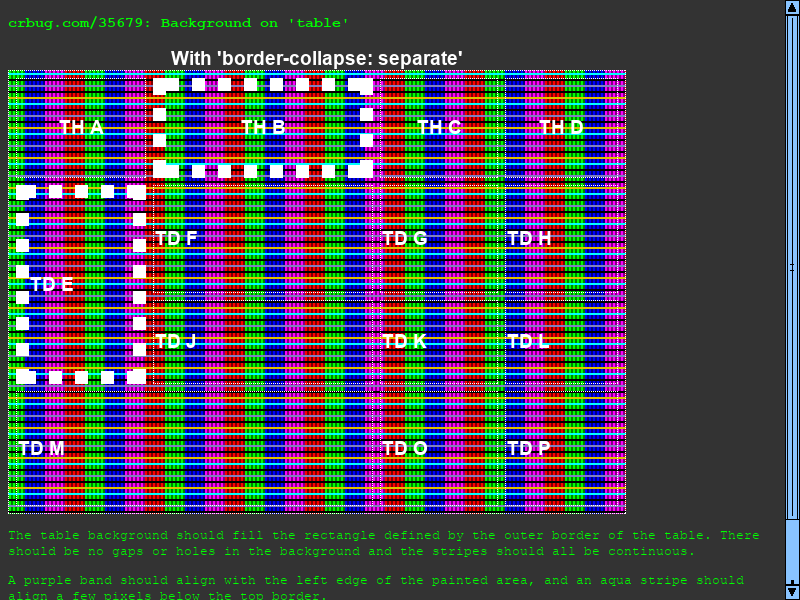 crbug.com/35679: Background on 'table'
With 'border-collapse: separate'
TH A TH B TH C TH D
TD F TD G TD H
TD E
TD J TD K TD L
TD M TD O TD P
The table background should fill the rectangle defined by the outer border of the table. There
should be no gaps or holes in the background and the stripes should all be continuous.
A purple band should align with the left edge of the painted area, and an aqua stripe should
align a few pixels below the top border.